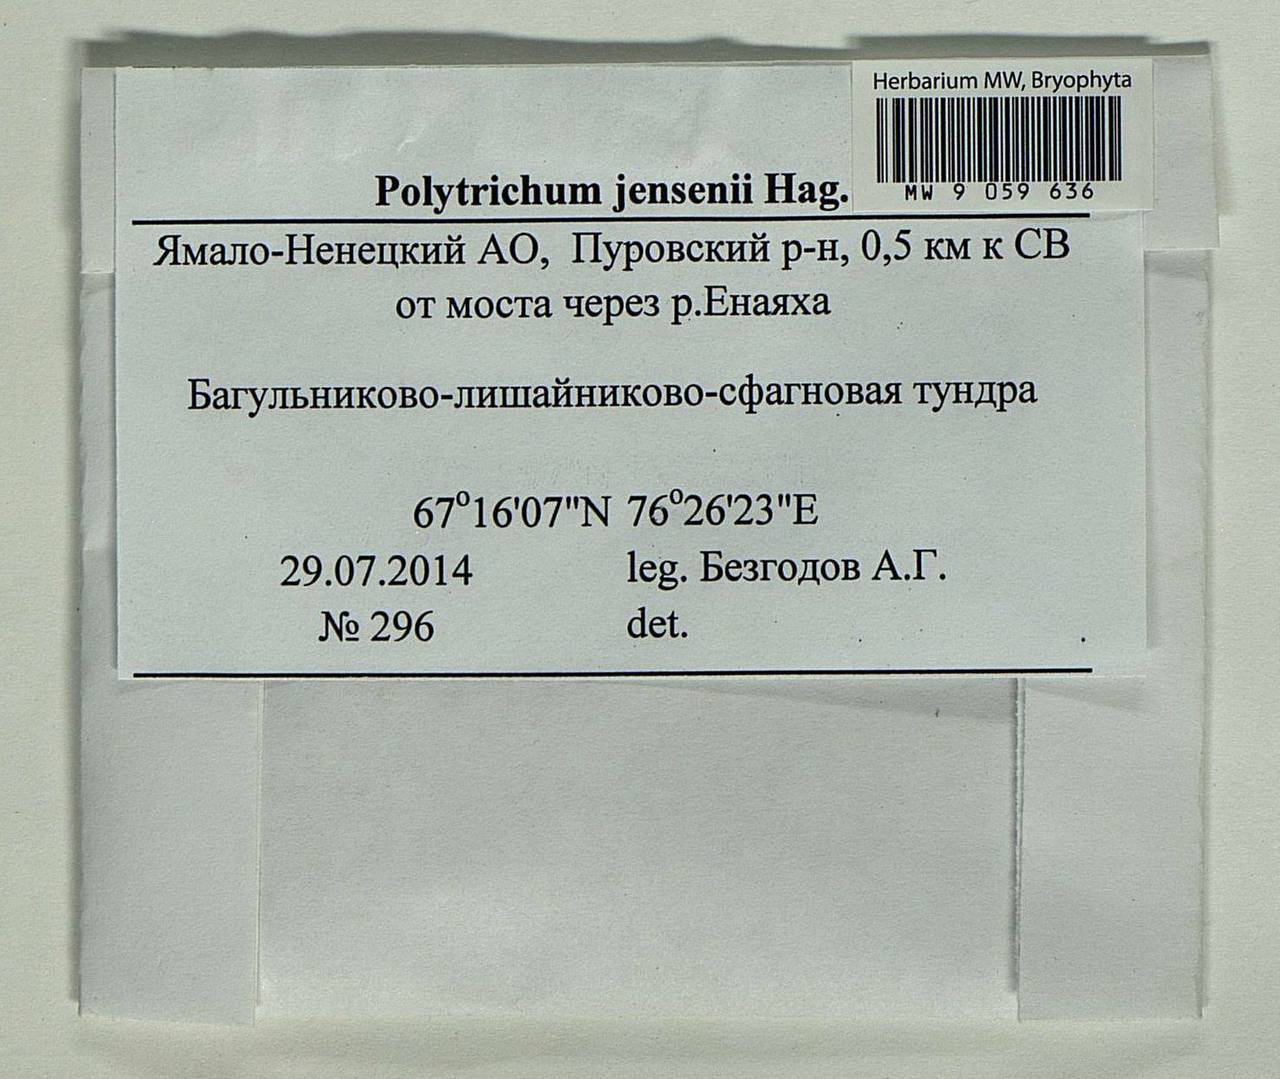 Herbarium MW, Bryophyta
MW 9 059 636
Polytrichum jensenii Hag.
Ямало-Ненецкий АО, Пуровский р-н, 0,5 км к СВ
от моста через р.Енаяха
Багульниково-лишайниково-сфагновая тундра
67°16'07"N 76°26'23"E
29.07.2014 leg. Безгодов А.Г.
№ 296 det.